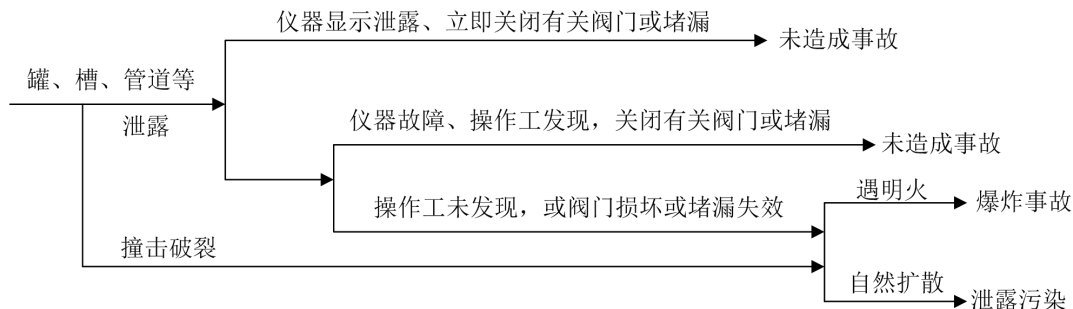 仪器显示泄露、立即关闭有关阀门或堵漏
未造成事故
罐、槽、管道等
泄露
仪器故障、操作工发现，关闭有关阀门或堵漏
未造成事故
遇明火
爆炸事故
操作工未发现，或阀门损坏或堵漏失效
撞击破裂
自然扩散
泄露污染